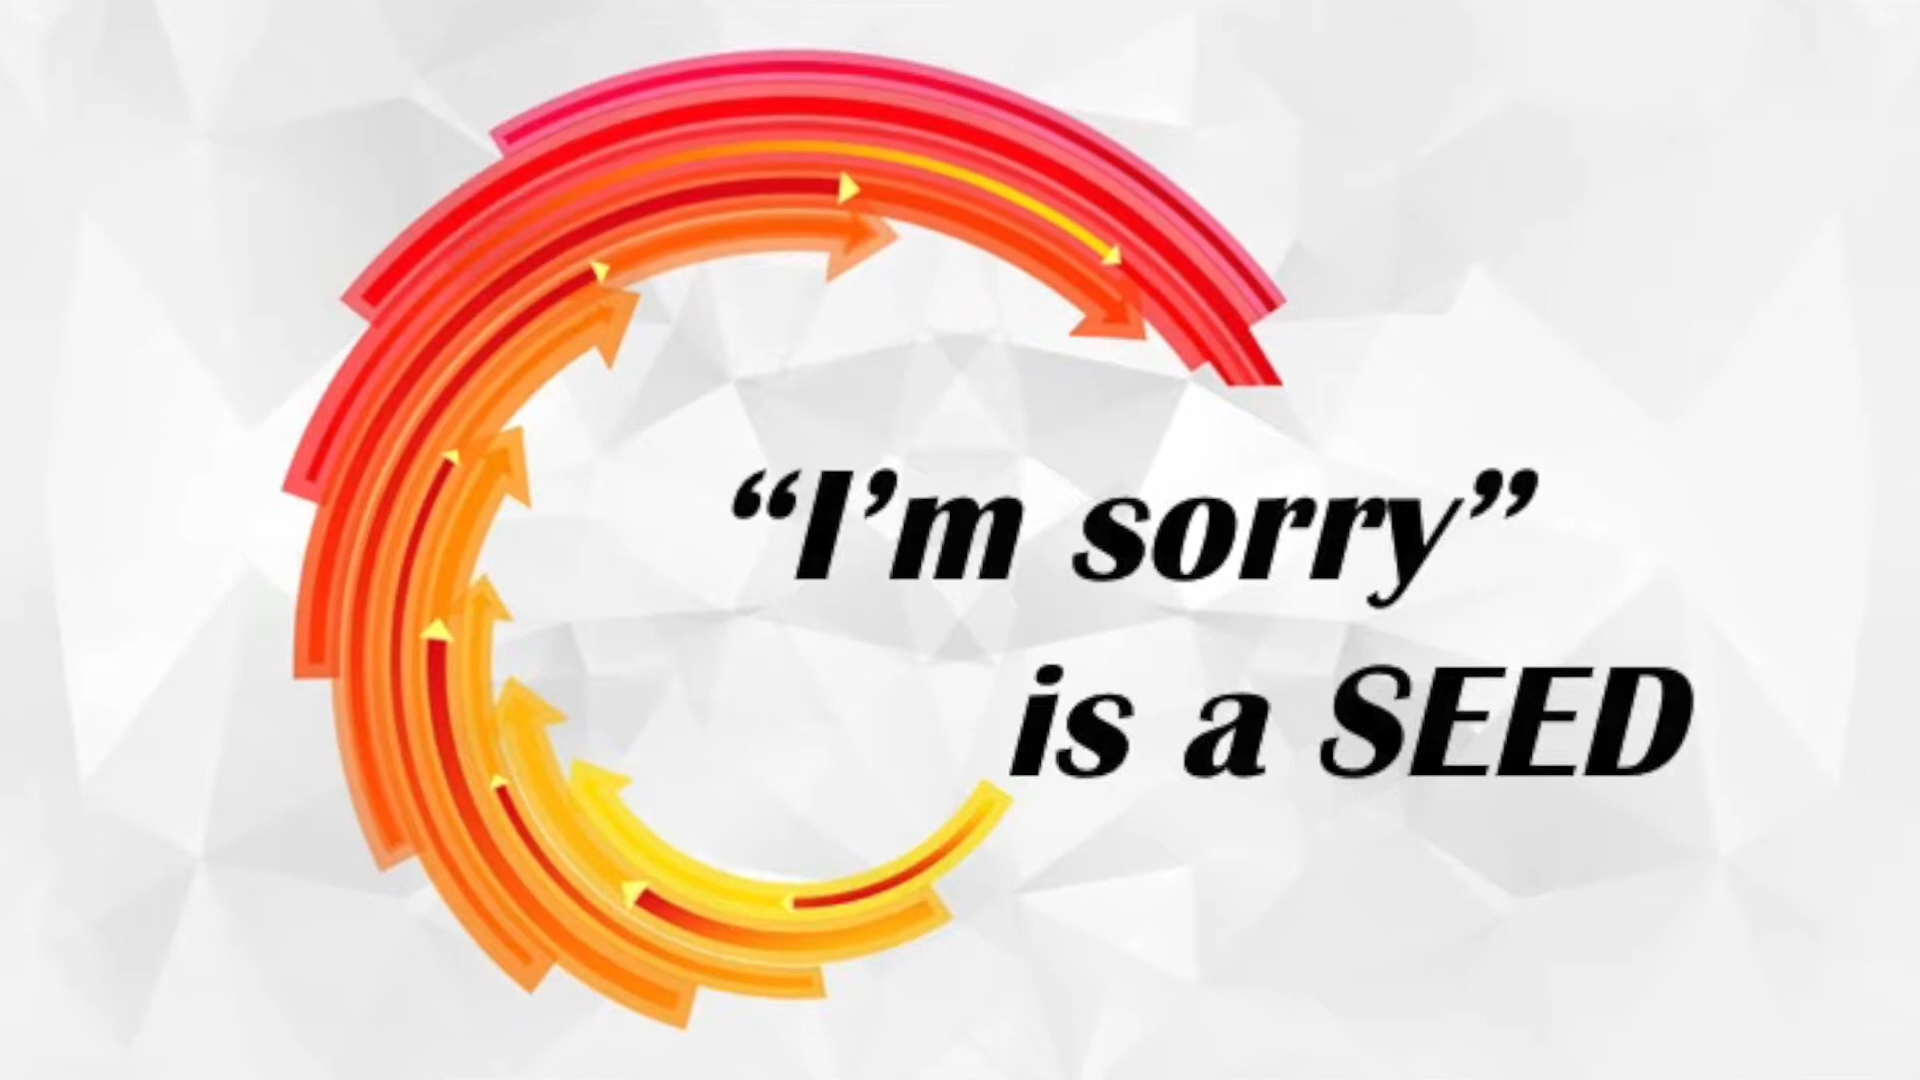 “I’m sorry”
is a SEED